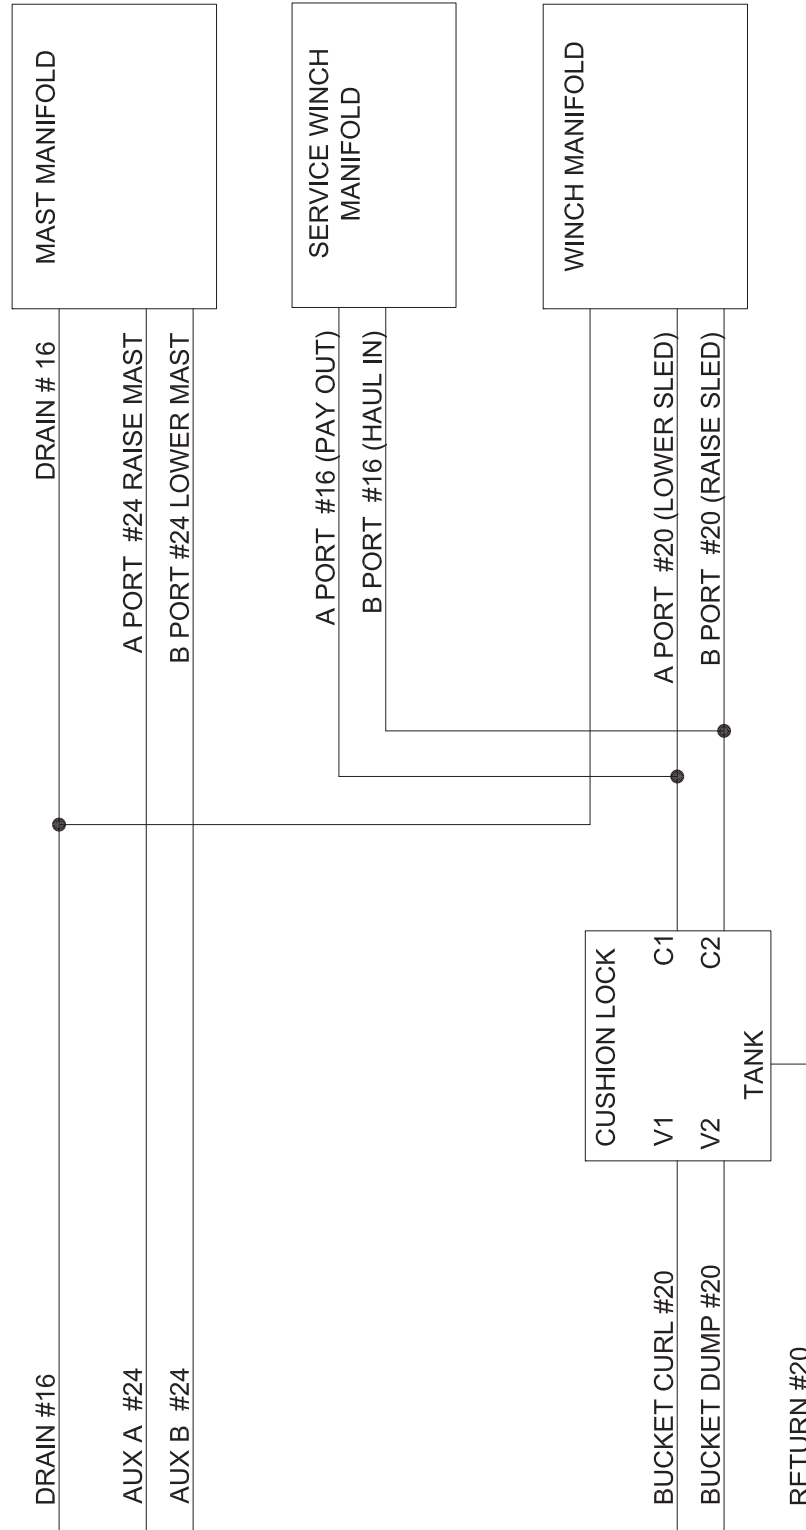 MAST MANIFOLD
SERVICE WINCH
MANIFOLD
WINCH MANIFOLD
DRAIN # 16
A PORT #24 RAISE MAST
B PORT #24 LOWER MAST
A PORT #16 (PAY OUT)
B PORT #16 (HAUL IN)
A PORT #20 (LOWER SLED)
B PORT #20 (RAISE SLED)
CUSHION LOCK
C1
C2
V1
V2
TANK
DRAIN #16
AUX A #24
AUX B #24
BUCKET CURL #20
BUCKET DUMP #20
RETURN #20